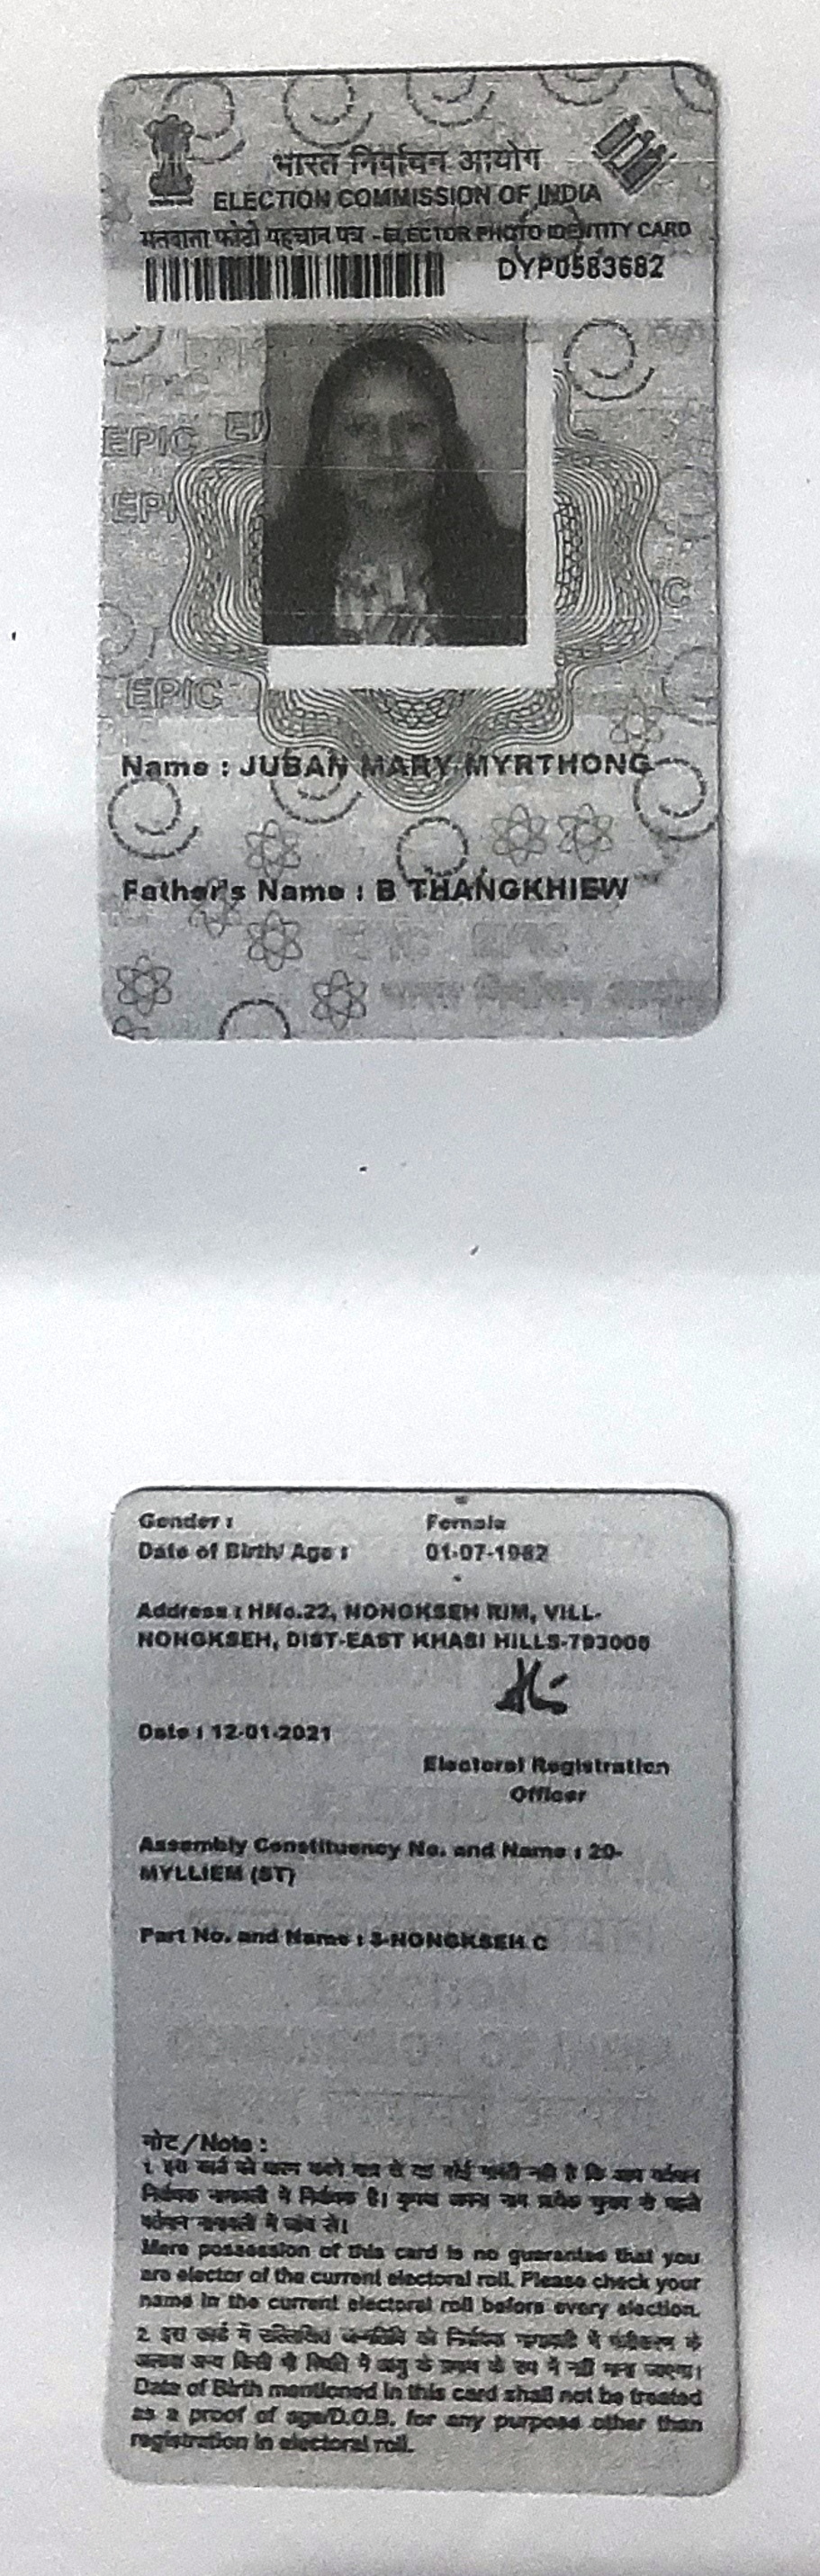 भारत निर्वाचन आयोग
ELECTION COMMISSION OF INDIA
मतदाता फोटो पहचान पत्र - ELECTOR PHOTO IDENTITY CARD
DYP0583682
EPIC
EPIC
EPIC
Name : JUBAN MARY MYRTHONG
Father's Name : B THANGKHIEW
EPIC EPIC
Gender : Female
Date of Birth/ Age : 01-07-1982
Address : HNo.22, NONGKSEH RIM, VILL-
NONGKSEH, DIST-EAST KHASI HILLS-793006
Date : 12-01-2021
Electoral Registration
Officer
Assembly Constituency No. and Name : 20-
MYLLIEM (ST)
Part No. and Name : 3-NONGKSEH C
नोट/Note :
Mere possession of this card is no guarantee that you
are elector of the current electoral roll. Please check your
name in the current electoral roll before every election.
Date of Birth mentioned in this card shall not be treated
as a proof of age/D.O.B. for any purpose other than
registration in electoral roll.